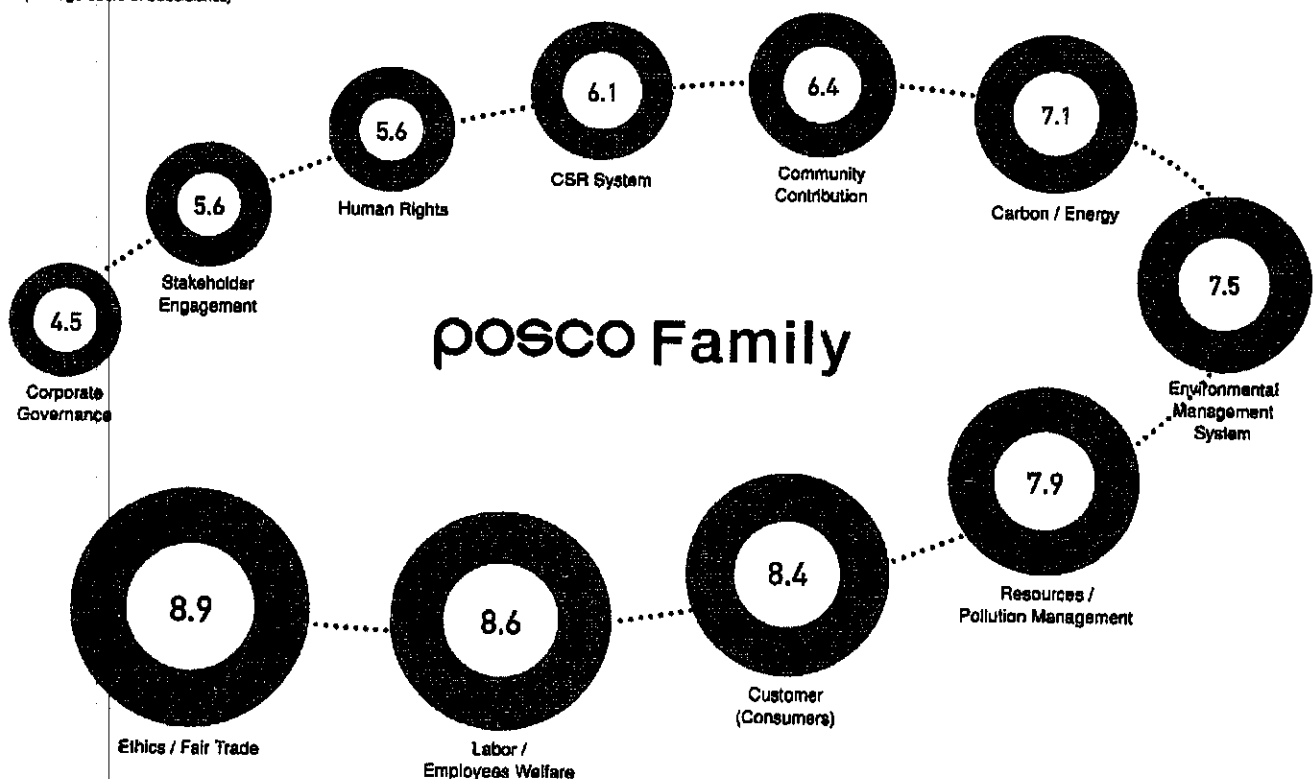 4.5
Corporate
Governance
5.6
Stakeholder
Engagement
5.6
Human Rights
6.1
CSR System
6.4
Community
Contribution
7.1
Carbon / Energy
7.5
Environmental
Management
System
posco Family
7.9
Resources /
Pollution Management
8.4
Customer
(Consumers)
8.6
Labor /
Employees Welfare
8.9
Ethics / Fair Trade